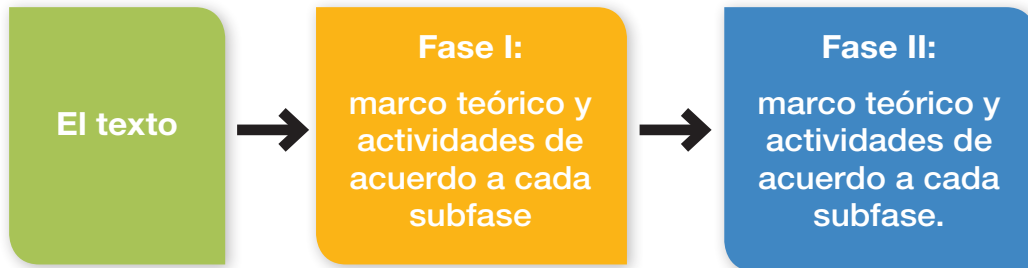 El texto
Fase I:
marco teórico y
actividades de
acuerdo a cada
subfase
Fase II:
marco teórico y
actividades de
acuerdo a cada
subfase.